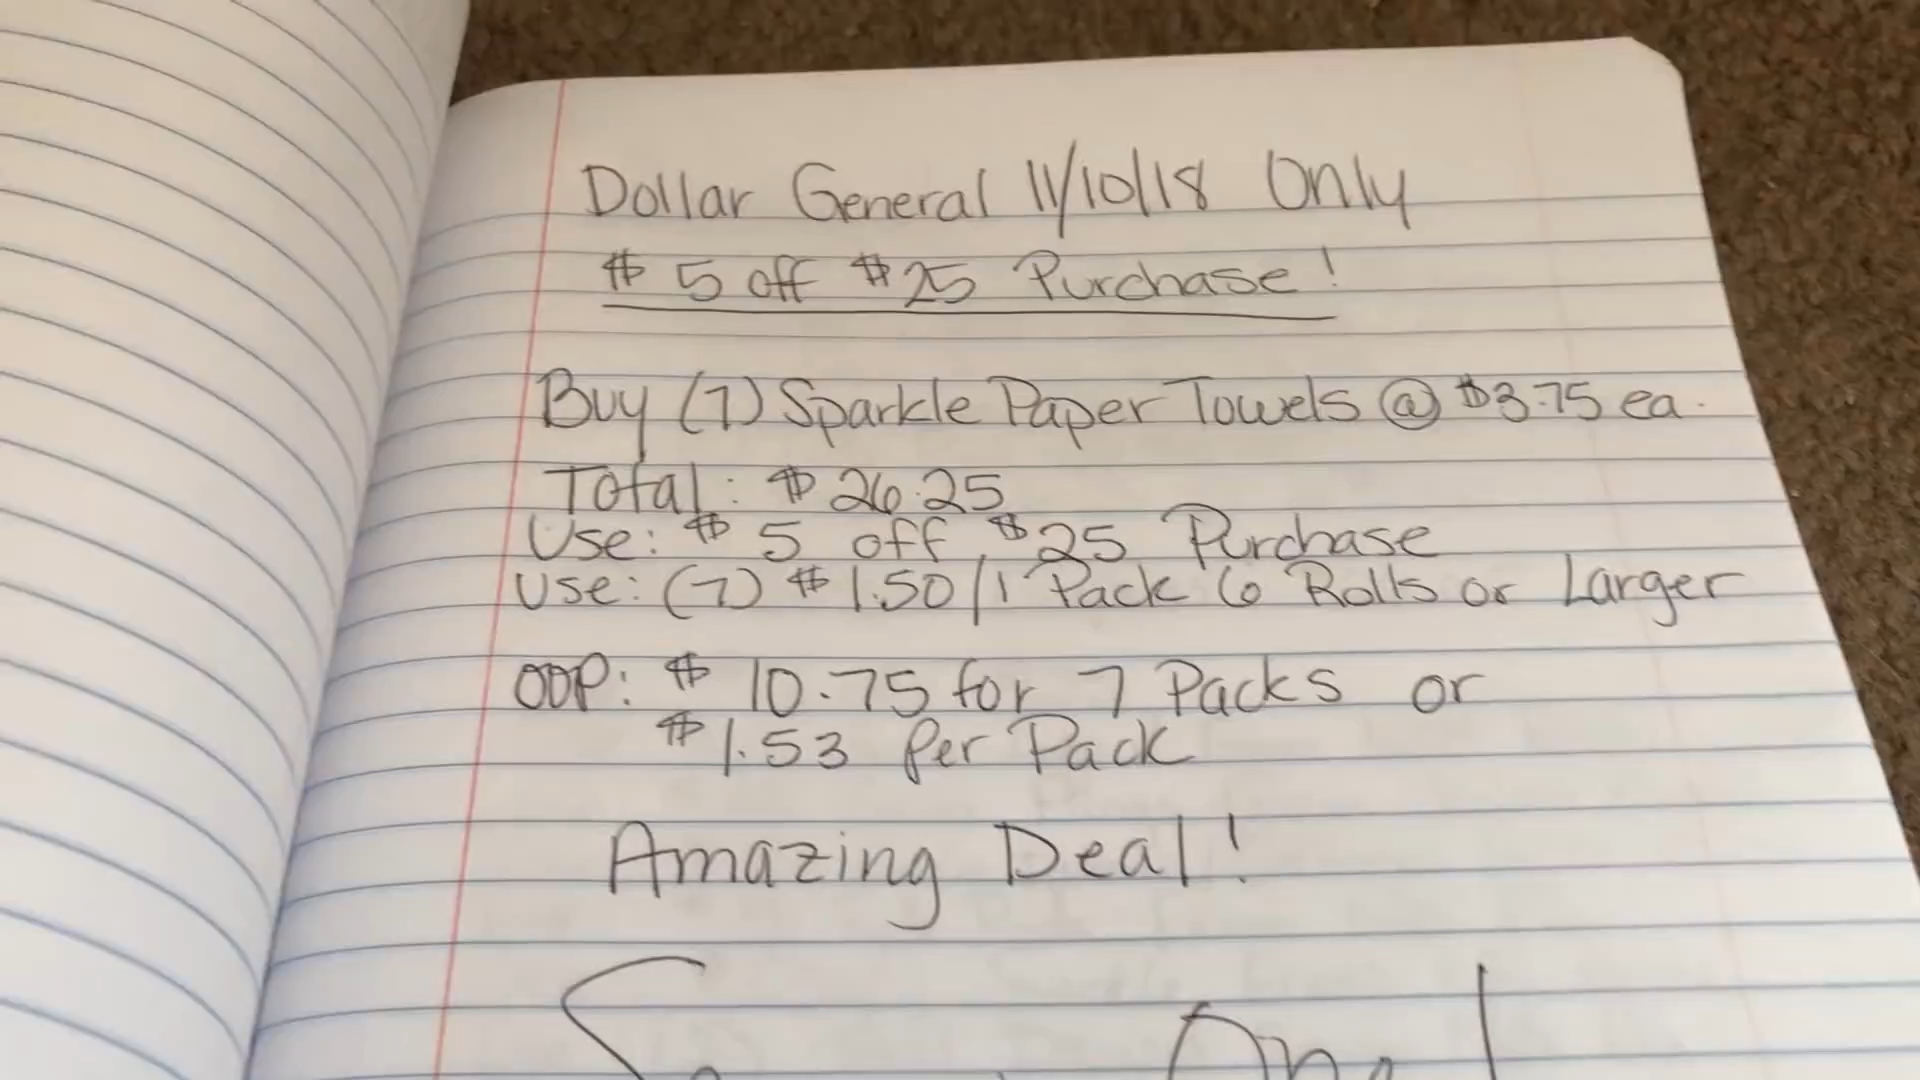 Dollar General 11/10/18 Only
$5 off $25 Purchase!
Buy (7) Sparkle Paper Towels @ $3.75 ea.
Total: $26.25
Use: $5 off $25 Purchase
Use: (7) $1.50/1 Pack 6 Rolls or Larger
OOP: $10.75 for 7 Packs or
$1.53 Per Pack
Amazing Deal!